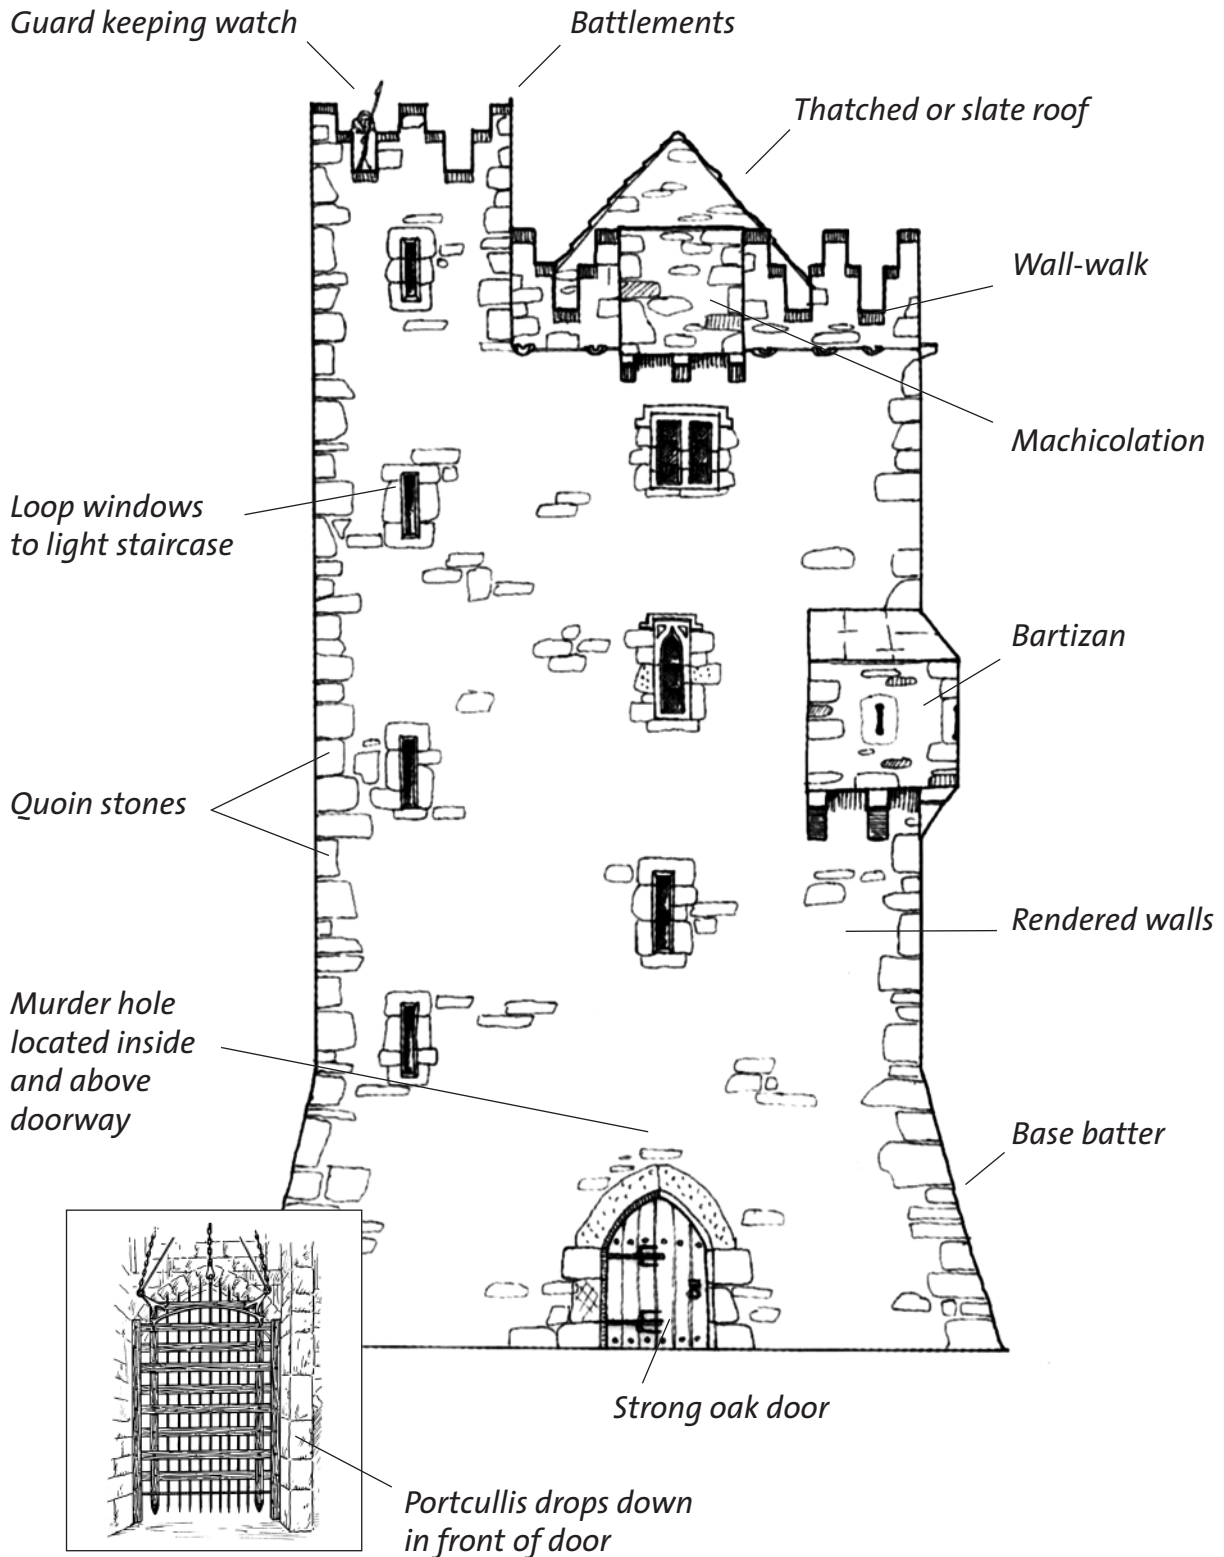 Guard keeping watch
Battlements
Thatched or slate roof
Wall-walk
Machicolation
Loop windows
to light staircase
Bartizan
Quoin stones
Rendered walls
Murder hole
located inside
and above
doorway
Base batter
Strong oak door
Portcullis drops down
in front of door